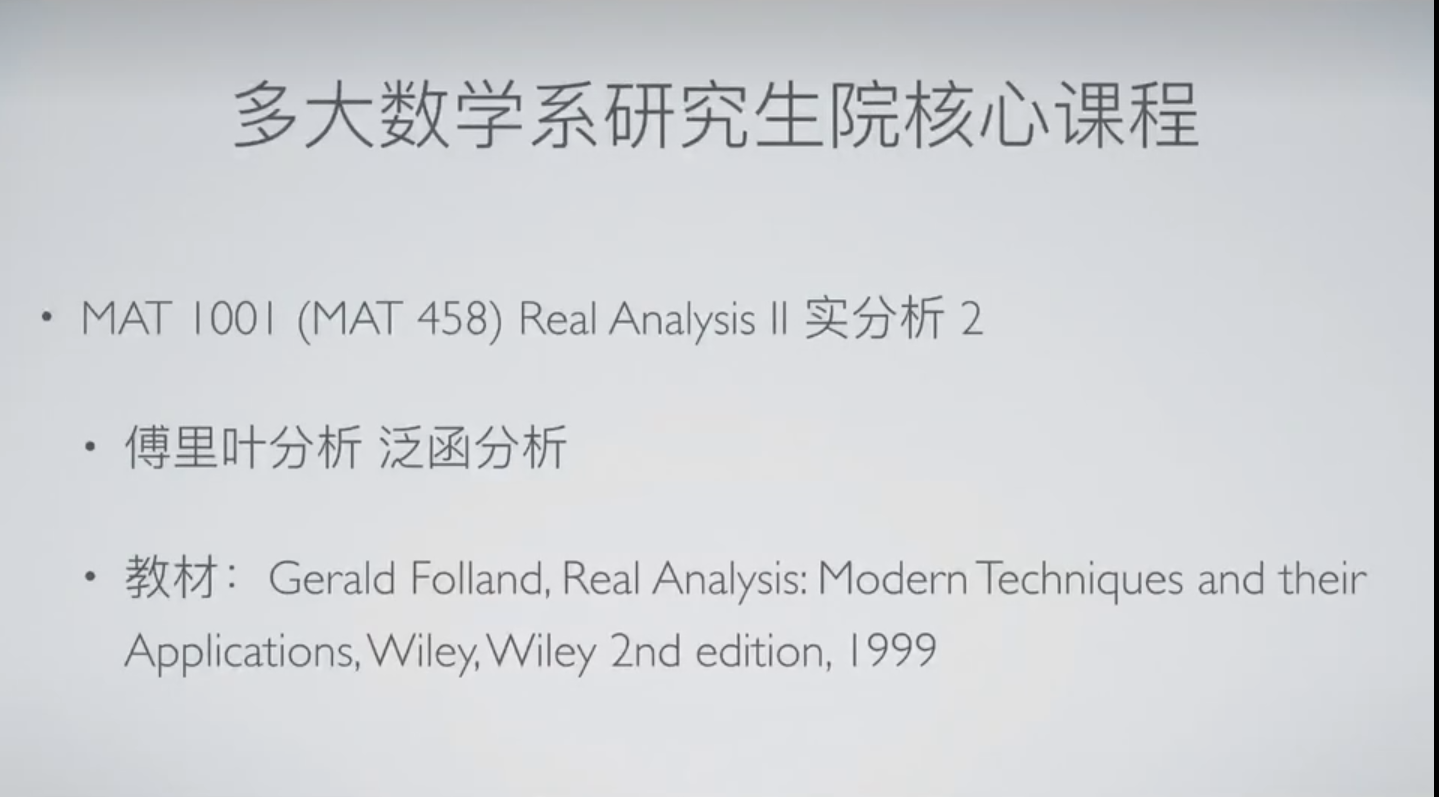 多大数学系研究生院核心课程
• MAT 1001 (MAT 458) Real Analysis II 实分析 2
• 傅里叶分析 泛函分析
• 教材： Gerald Folland, Real Analysis: Modern Techniques and their
Applications, Wiley, Wiley 2nd edition, 1999